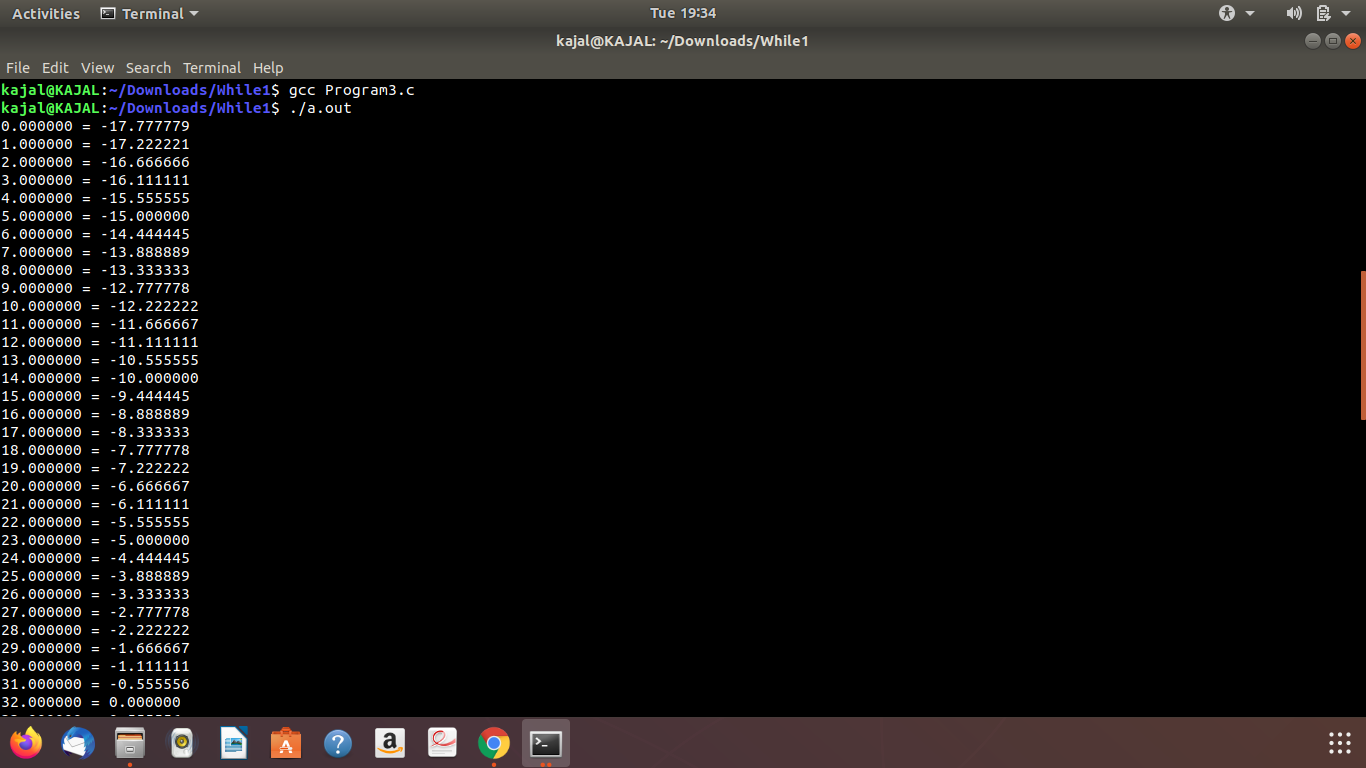 Activities Terminal Tue 19:34
kajal@KAJAL: ~/Downloads/While1
File Edit View Search Terminal Help
kajal@KAJAL:~/Downloads/While1$ gcc Program3.c
kajal@KAJAL:~/Downloads/While1$ ./a.out
0.000000 = -17.777779
1.000000 = -17.222221
2.000000 = -16.666666
3.000000 = -16.111111
4.000000 = -15.555555
5.000000 = -15.000000
6.000000 = -14.444445
7.000000 = -13.888889
8.000000 = -13.333333
9.000000 = -12.777778
10.000000 = -12.222222
11.000000 = -11.666667
12.000000 = -11.111111
13.000000 = -10.555555
14.000000 = -10.000000
15.000000 = -9.444445
16.000000 = -8.888889
17.000000 = -8.333333
18.000000 = -7.777778
19.000000 = -7.222222
20.000000 = -6.666667
21.000000 = -6.111111
22.000000 = -5.555555
23.000000 = -5.000000
24.000000 = -4.444445
25.000000 = -3.888889
26.000000 = -3.333333
27.000000 = -2.777778
28.000000 = -2.222222
29.000000 = -1.666667
30.000000 = -1.111111
31.000000 = -0.555556
32.000000 = 0.000000